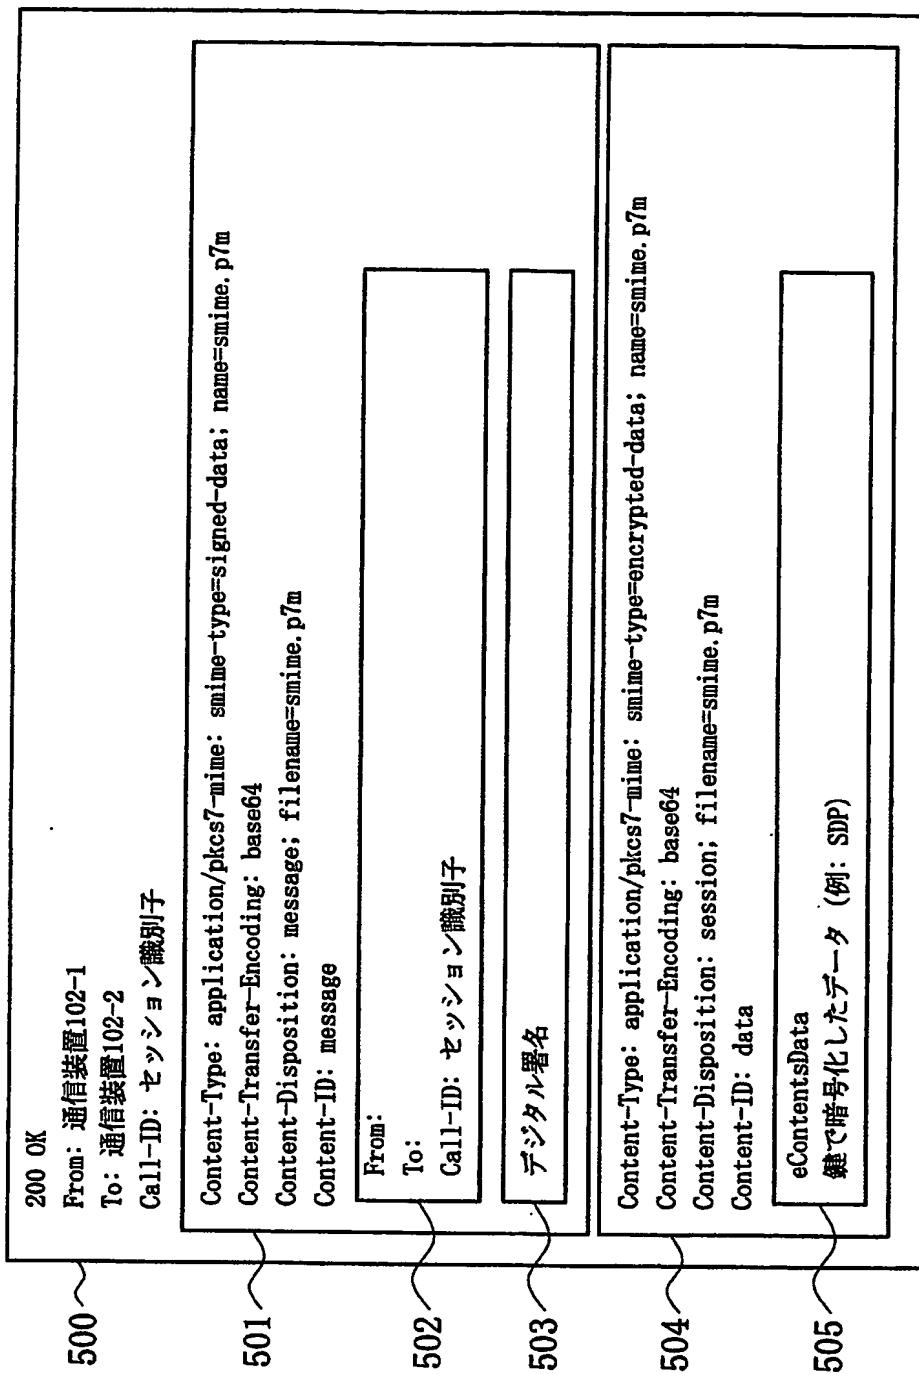 500
200 OK
From: 通信装置102-1
To: 通信装置102-2
Call-ID: セッション識別子
501
Content-Type: application/pkcs7-mime: smime-type=signed-data; name=smime.p7m
Content-Transfer-Encoding: base64
Content-Disposition: message; filename=smime.p7m
Content-ID: message
502
From:
To:
Call-ID: セッション識別子
503
デジタル署名
504
Content-Type: application/pkcs7-mime: smime-type=encrypted-data; name=smime.p7m
Content-Transfer-Encoding: base64
Content-Disposition: session; filename=smime.p7m
Content-ID: data
505
eContentsData
鍵で暗号化したデータ (例: SDP)